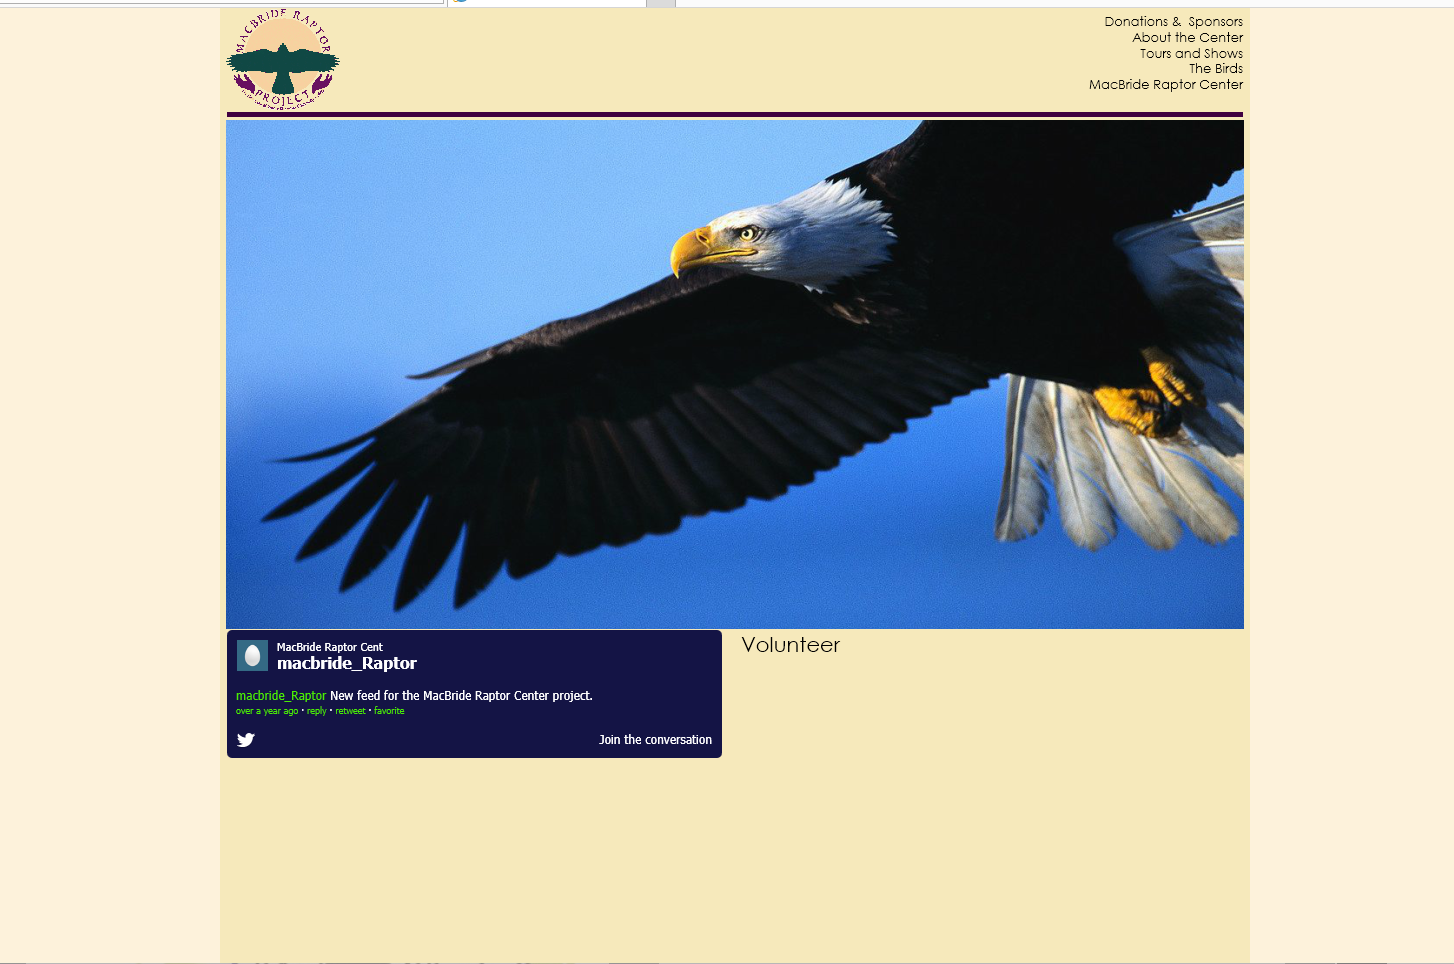 MACBRIDE RAPTOR
PROJECT
Donations & Sponsors
About the Center
Tours and Shows
The Birds
MacBride Raptor Center
MacBride Raptor Cent
macbride_Raptor
macbride_Raptor New feed for the MacBride Raptor Center project.
over a year ago · reply · retweet · favorite
Join the conversation
Volunteer